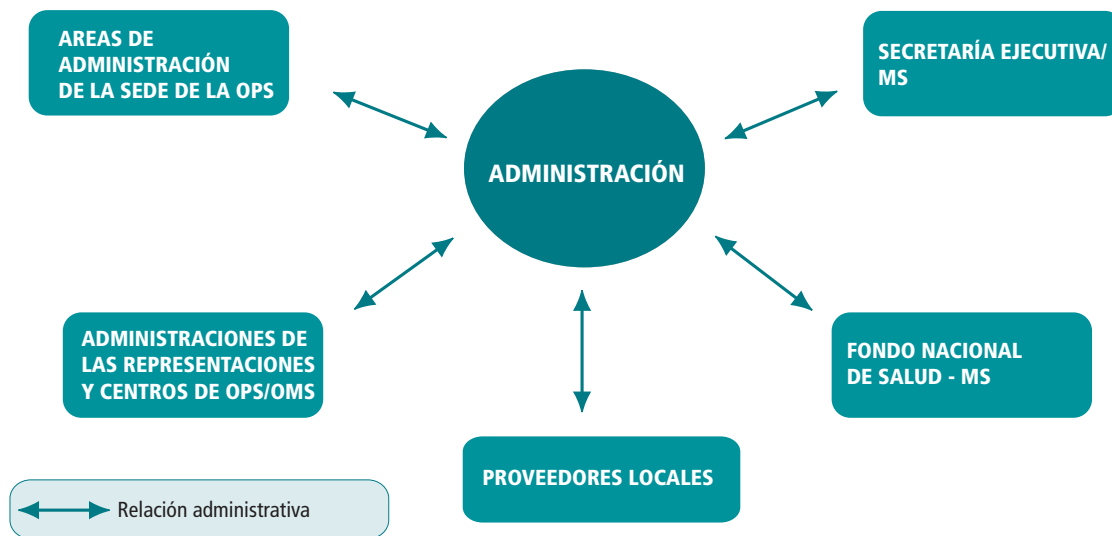 AREAS DE
ADMINISTRACIÓN
DE LA SEDE DE LA OPS
SECRETARÍA EJECUTIVA/
MS
ADMINISTRACIÓN
ADMINISTRACIONES DE
LAS REPRESENTACIONES
Y CENTROS DE OPS/OMS
FONDO NACIONAL
DE SALUD - MS
PROVEEDORES LOCALES
Relación administrativa